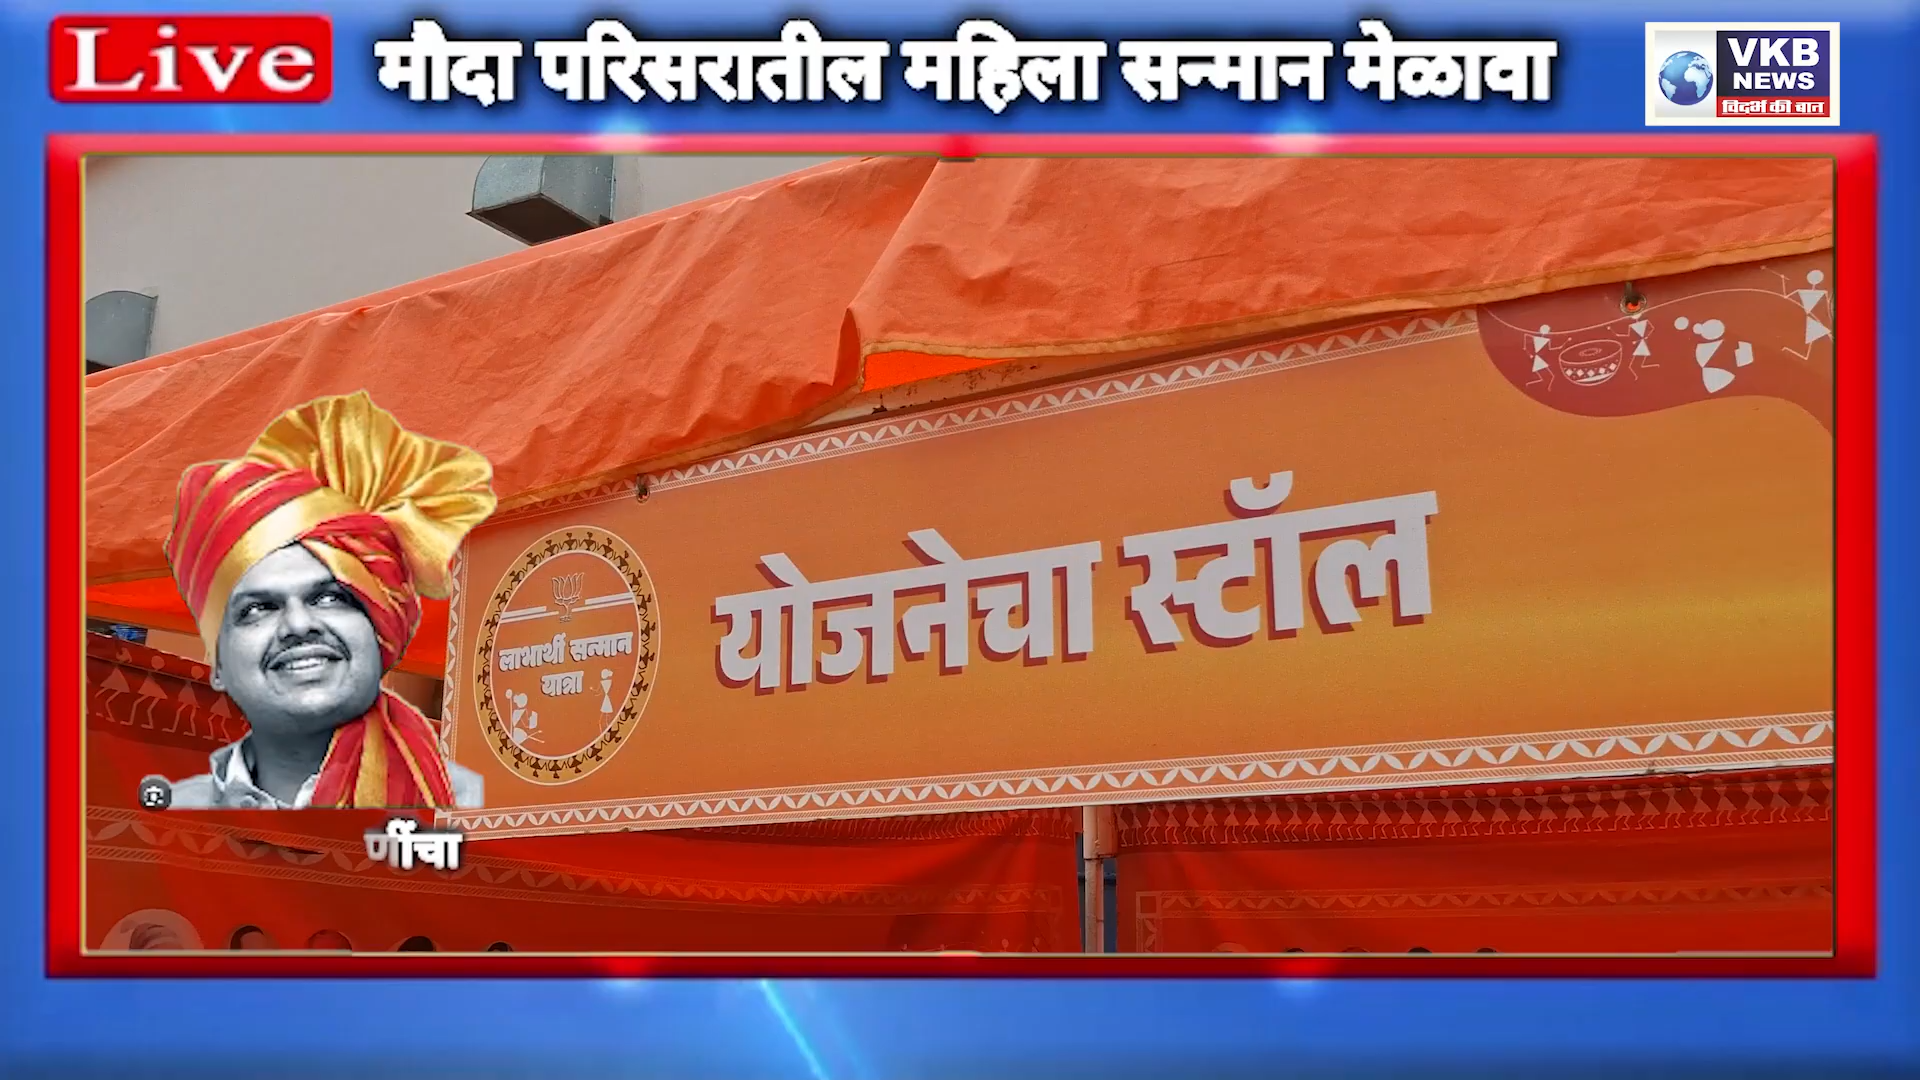 Live
मौदा परिसरातील महिला सन्मान मेळावा
VKB
NEWS
विदर्भ की बात
योजनेचा स्टॉल
लाभार्थी सन्मान
यात्रा
र्णीचा